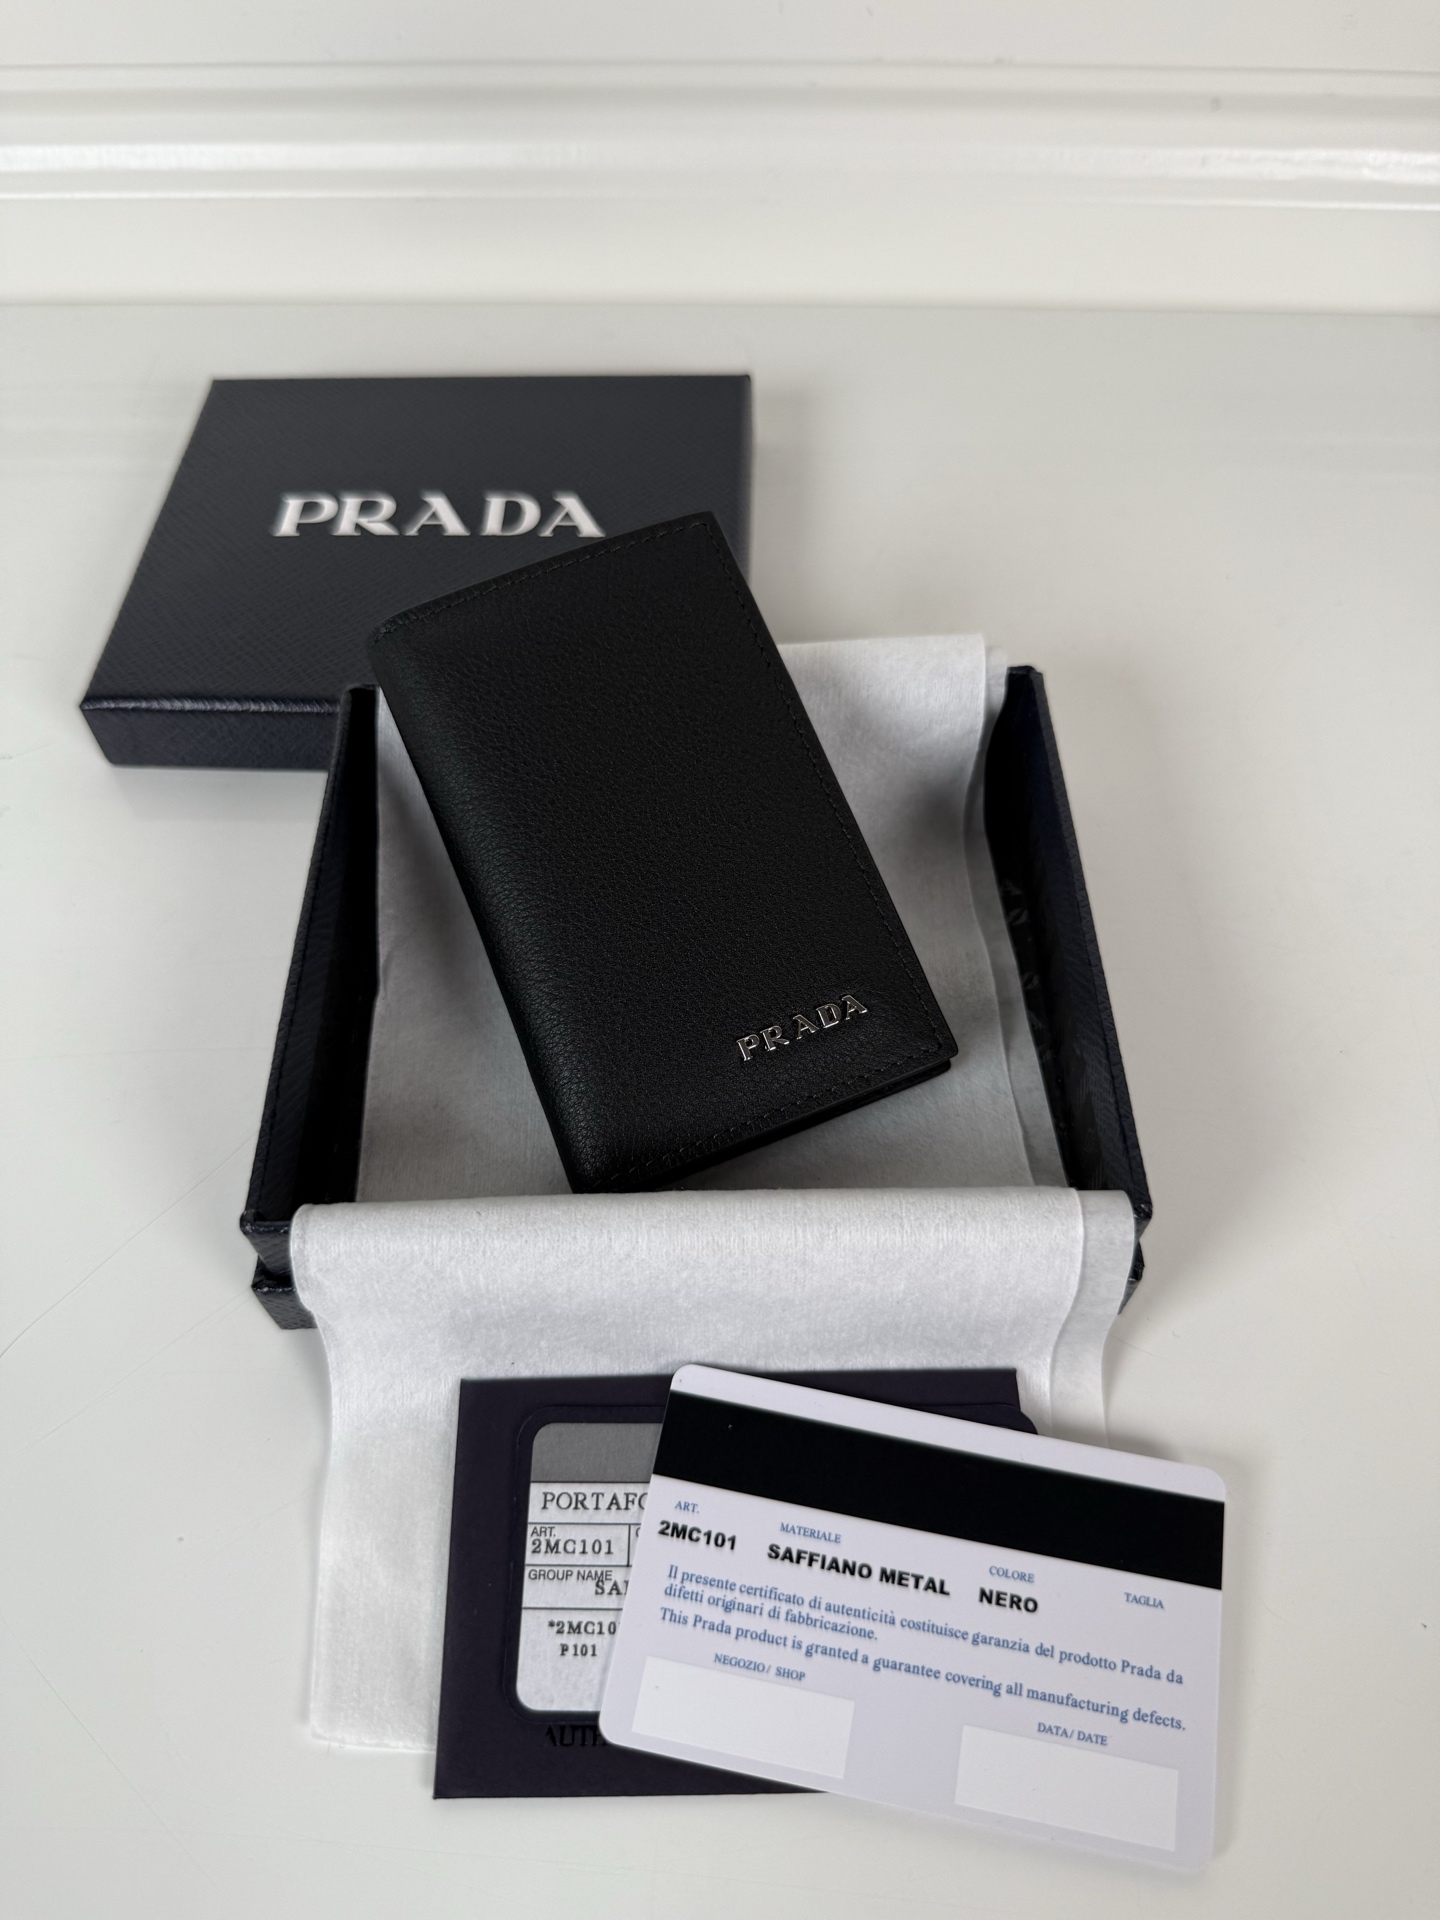 PRADA
PRADA
PORTAFO
ART.
2MC101
GROUP NAME
SA
*2MC10
P101
AUTH
ART.
2MC101
MATERIALE
SAFFIANO METAL
COLORE
NERO
TAGLIA
Il presente certificato di autenticità costituisce garanzia del prodotto Prada da
difetti originari di fabbricazione.
This Prada product is granted a guarantee covering all manufacturing defects.
NEGOZIO/ SHOP
DATA/ DATE